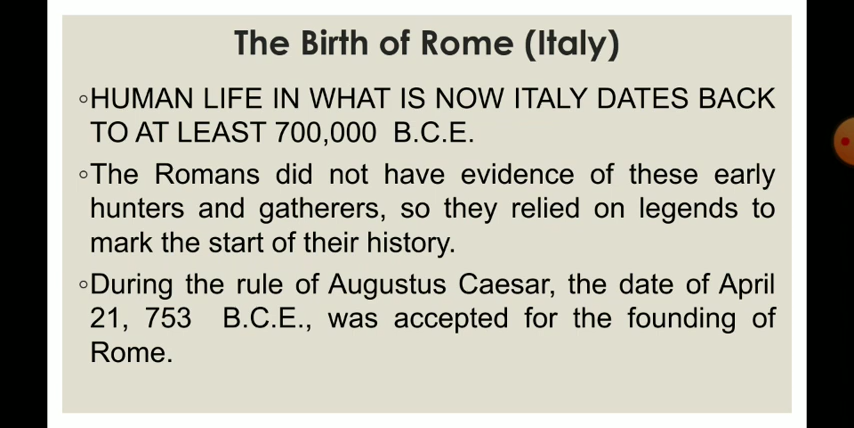 The Birth of Rome (Italy)
◦HUMAN LIFE IN WHAT IS NOW ITALY DATES BACK
TO AT LEAST 700,000 B.C.E.
◦The Romans did not have evidence of these early
hunters and gatherers, so they relied on legends to
mark the start of their history.
◦During the rule of Augustus Caesar, the date of April
21, 753 B.C.E., was accepted for the founding of
Rome.